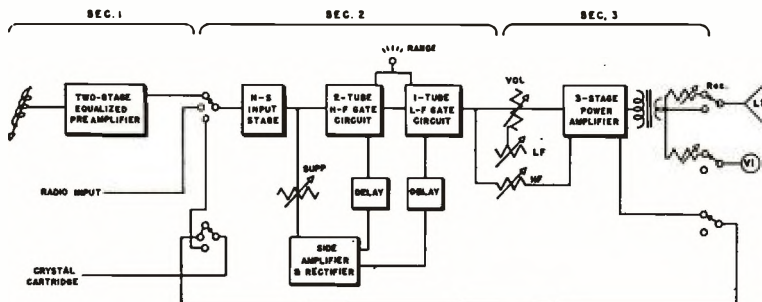 SEC. 1
SEC. 2
SEC. 3
RANGE
TWO-STAGE
EQUALIZED
PREAMPLIFIER
N-S
INPUT
STAGE
2-TUBE
H-F GATE
CIRCUIT
1-TUBE
L-F GATE
CIRCUIT
VOL
3-STAGE
POWER
AMPLIFIER
Rec.
LF
HF
VI
RADIO INPUT
SUPP
DELAY
DELAY
SIDE
AMPLIFIER
& RECTIFIER
CRYSTAL
CARTRIDGE